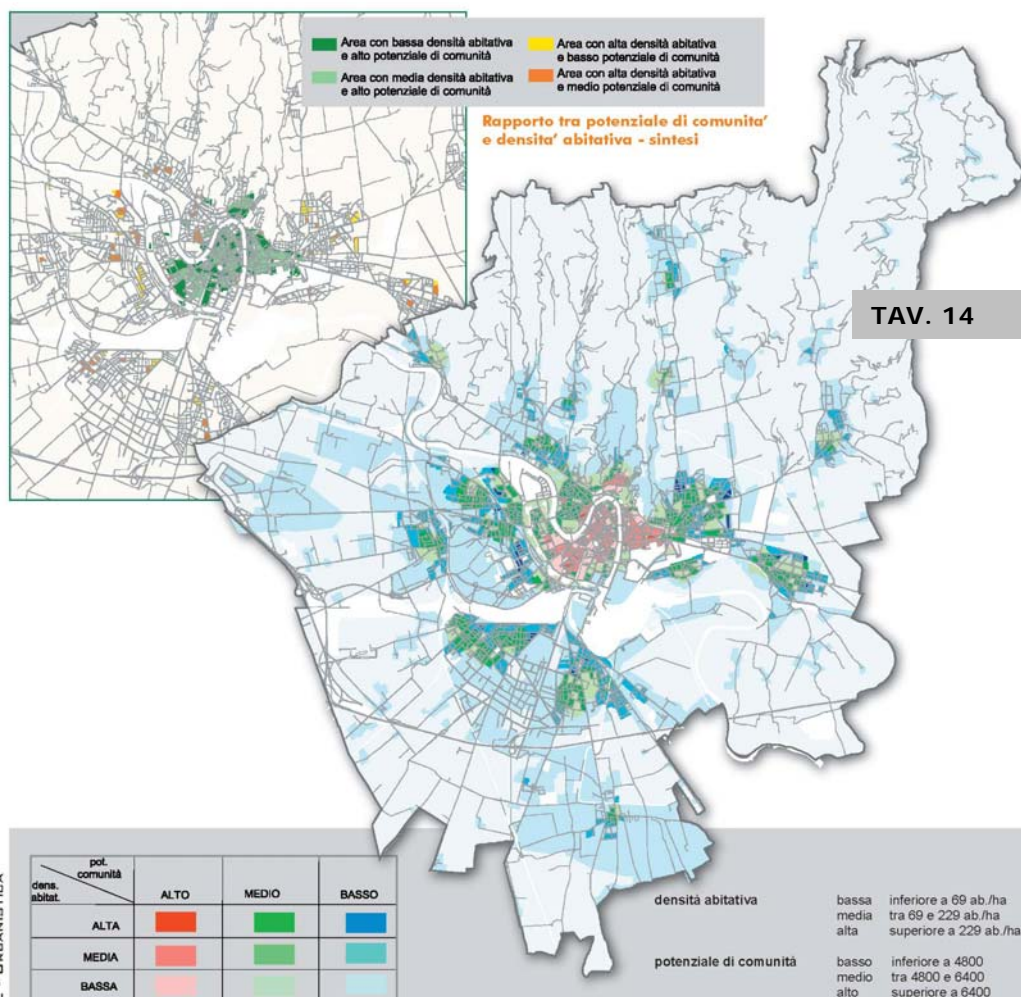 Area con bassa densità abitativa
e alto potenziale di comunità
Area con media densità abitativa
e alto potenziale di comunità
Area con alta densità abitativa
e basso potenziale di comunità
Area con alta densità abitativa
e medio potenziale di comunità
Rapporto tra potenziale di comunita'
e densita' abitativa - sintesi
TAV. 14
pot.
comunità
dens.
abitat.
ALTO MEDIO BASSO
ALTA
MEDIA
BASSA
densità abitativa
bassa inferiore a 69 ab./ha
media tra 69 e 229 ab./ha
alta superiore a 229 ab./ha
potenziale di comunità
basso inferiore a 4800
medio tra 4800 e 6400
alto superiore a 6400